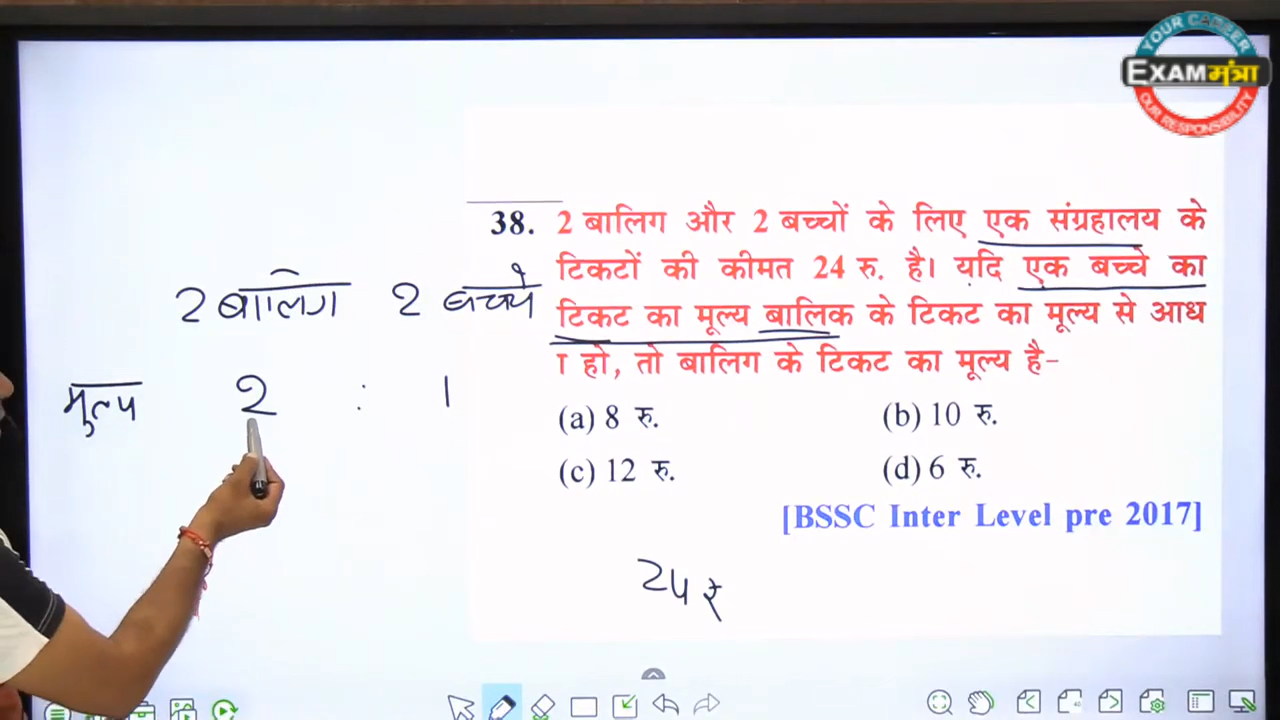 YOUR CAREER
EXAMमंत्रा
OUR RESPONSIBILITY
38. 2 बालिग और 2 बच्चों के लिए एक संग्रहालय के
टिकटों की कीमत 24 रु. है। यदि एक बच्चे का
टिकट का मूल्य बालिक के टिकट का मूल्य से आध
ा हो, तो बालिग के टिकट का मूल्य है-
(a) 8 रु. (b) 10 रु.
(c) 12 रु. (d) 6 रु.
[BSSC Inter Level pre 2017]
2 बालिग 2 बच्चे
मूल्य 2 : 1
24 ₹